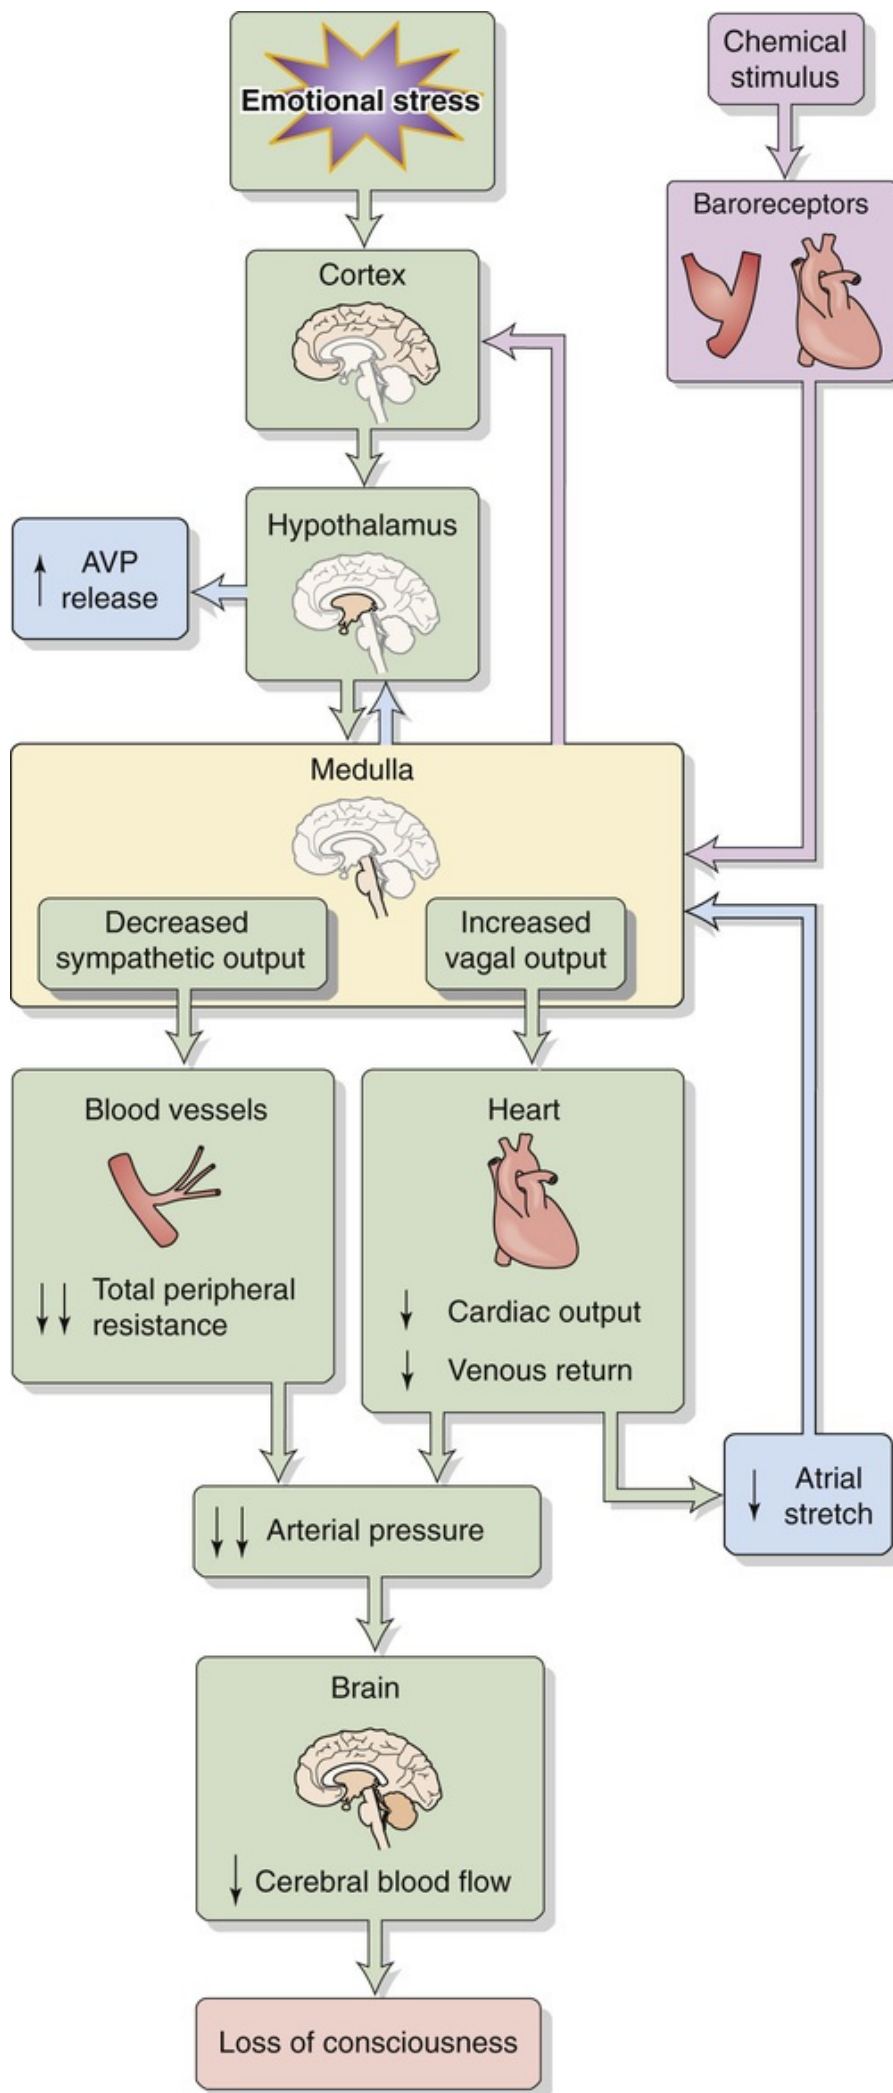 Emotional stress
Chemical
stimulus
Baroreceptors
Cortex
Hypothalamus
AVP
release
Medulla
Decreased
sympathetic output
Increased
vagal output
Blood vessels
Total peripheral
resistance
Heart
Cardiac output
Venous return
Atrial
stretch
Arterial pressure
Brain
Cerebral blood flow
Loss of consciousness